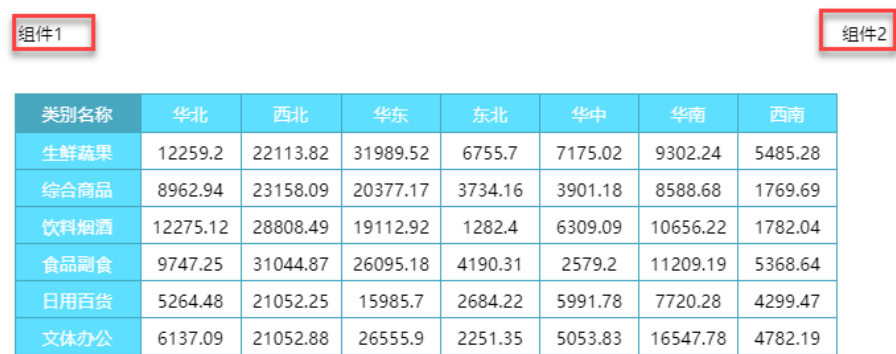 组件1 组件2
类别名称 华北 西北 华东 东北 华中 华南 西南
生鲜蔬果 12259.2 22113.82 31989.52 6755.7 7175.02 9302.24 5485.28
综合商品 8962.94 23158.09 20377.17 3734.16 3901.18 8588.68 1769.69
饮料烟酒 12275.12 28808.49 19112.92 1282.4 6309.09 10656.22 1782.04
食品副食 9747.25 31044.87 26095.18 4190.31 2579.2 11209.19 5368.64
日用百货 5264.48 21052.25 15985.7 2684.22 5991.78 7720.28 4299.47
文体办公 6137.09 21052.88 26555.9 2251.35 5053.83 16547.78 4782.19